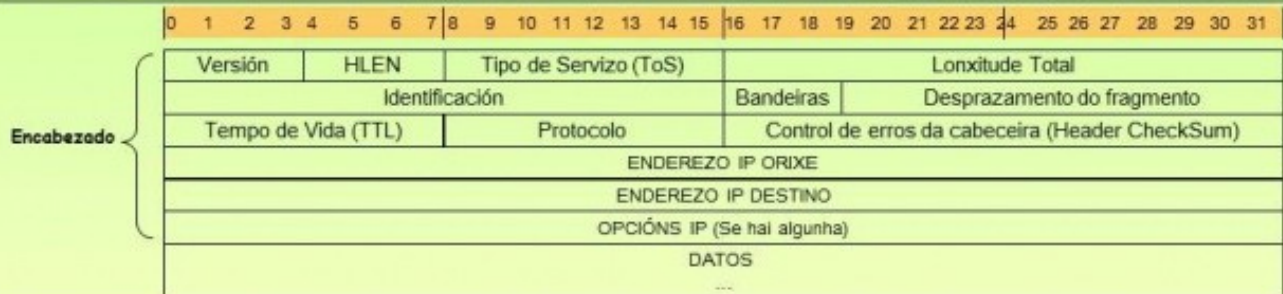 0 1 2 3 4 5 6 7 8 9 10 11 12 13 14 15 16 17 18 19 20 21 22 23 24 25 26 27 28 29 30 31
Versión HLEN Tipo de Servizo (ToS) Lonxitude Total
Identificación Bandeiras Desprazamento do fragmento
Encabezado
Tempo de Vida (TTL) Protocolo Control de erros da cabeceira (Header CheckSum)
ENDEREZO IP ORIXE
ENDEREZO IP DESTINO
OPCIÓNS IP (Se hai algunha)
DATOS
...